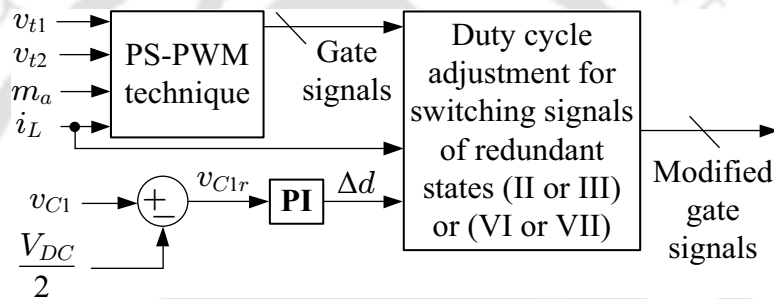 v_{t1}
v_{t2}
m_a
i_L
PS-PWM
technique
Gate
signals
Duty cycle
adjustment for
switching signals
of redundant
states (II or III)
or (VI or VII)
v_{C1}
+
−
v_{C1r}
PI
Δd
V_{DC}
2
Modified
gate
signals